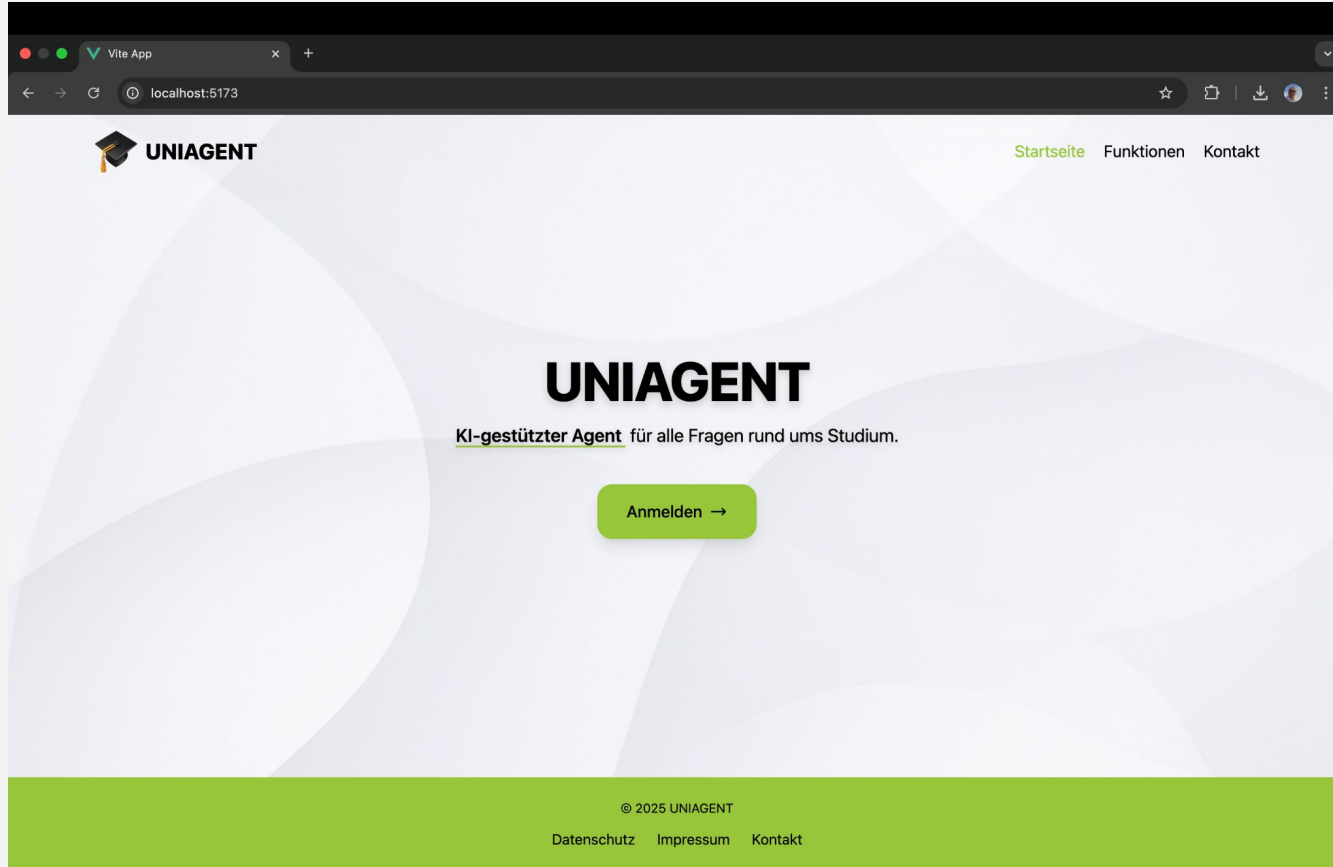 Vite App
localhost:5173
UNIAGENT
Startseite Funktionen Kontakt
UNIAGENT
KI-gestützter Agent für alle Fragen rund ums Studium.
Anmelden →
© 2025 UNIAGENT
Datenschutz Impressum Kontakt